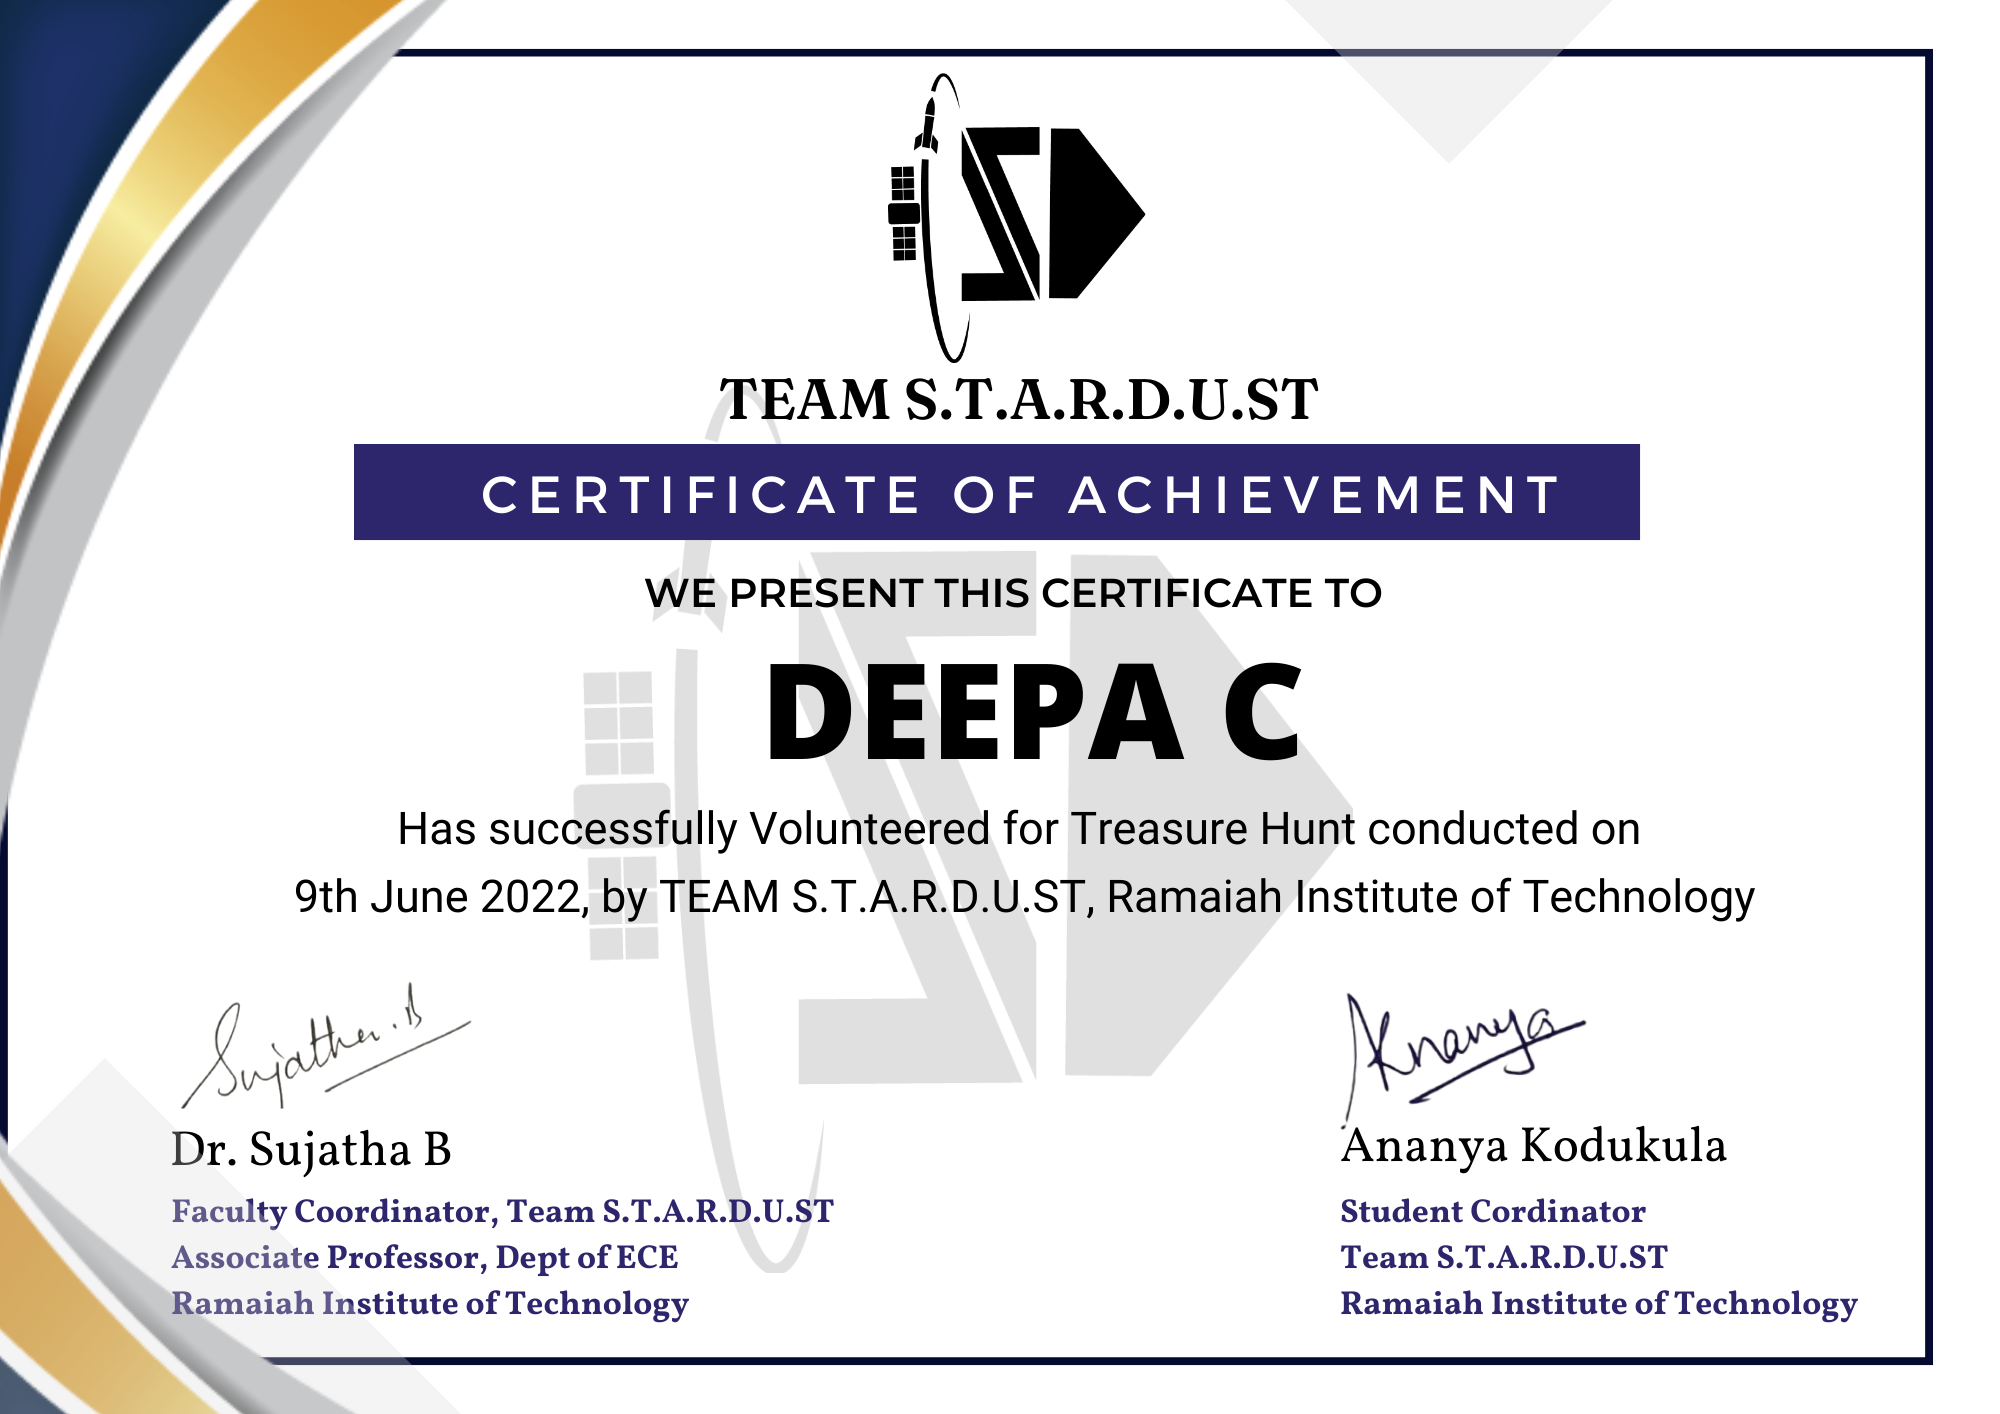 TEAM S.T.A.R.D.U.ST
CERTIFICATE OF ACHIEVEMENT
WE PRESENT THIS CERTIFICATE TO
DEEPA C
Has successfully Volunteered for Treasure Hunt conducted on
9th June 2022, by TEAM S.T.A.R.D.U.ST, Ramaiah Institute of Technology
Sujatha.B
Dr. Sujatha B
Faculty Coordinator, Team S.T.A.R.D.U.ST
Associate Professor, Dept of ECE
Ramaiah Institute of Technology
Ananya
Ananya Kodukula
Student Cordinator
Team S.T.A.R.D.U.ST
Ramaiah Institute of Technology